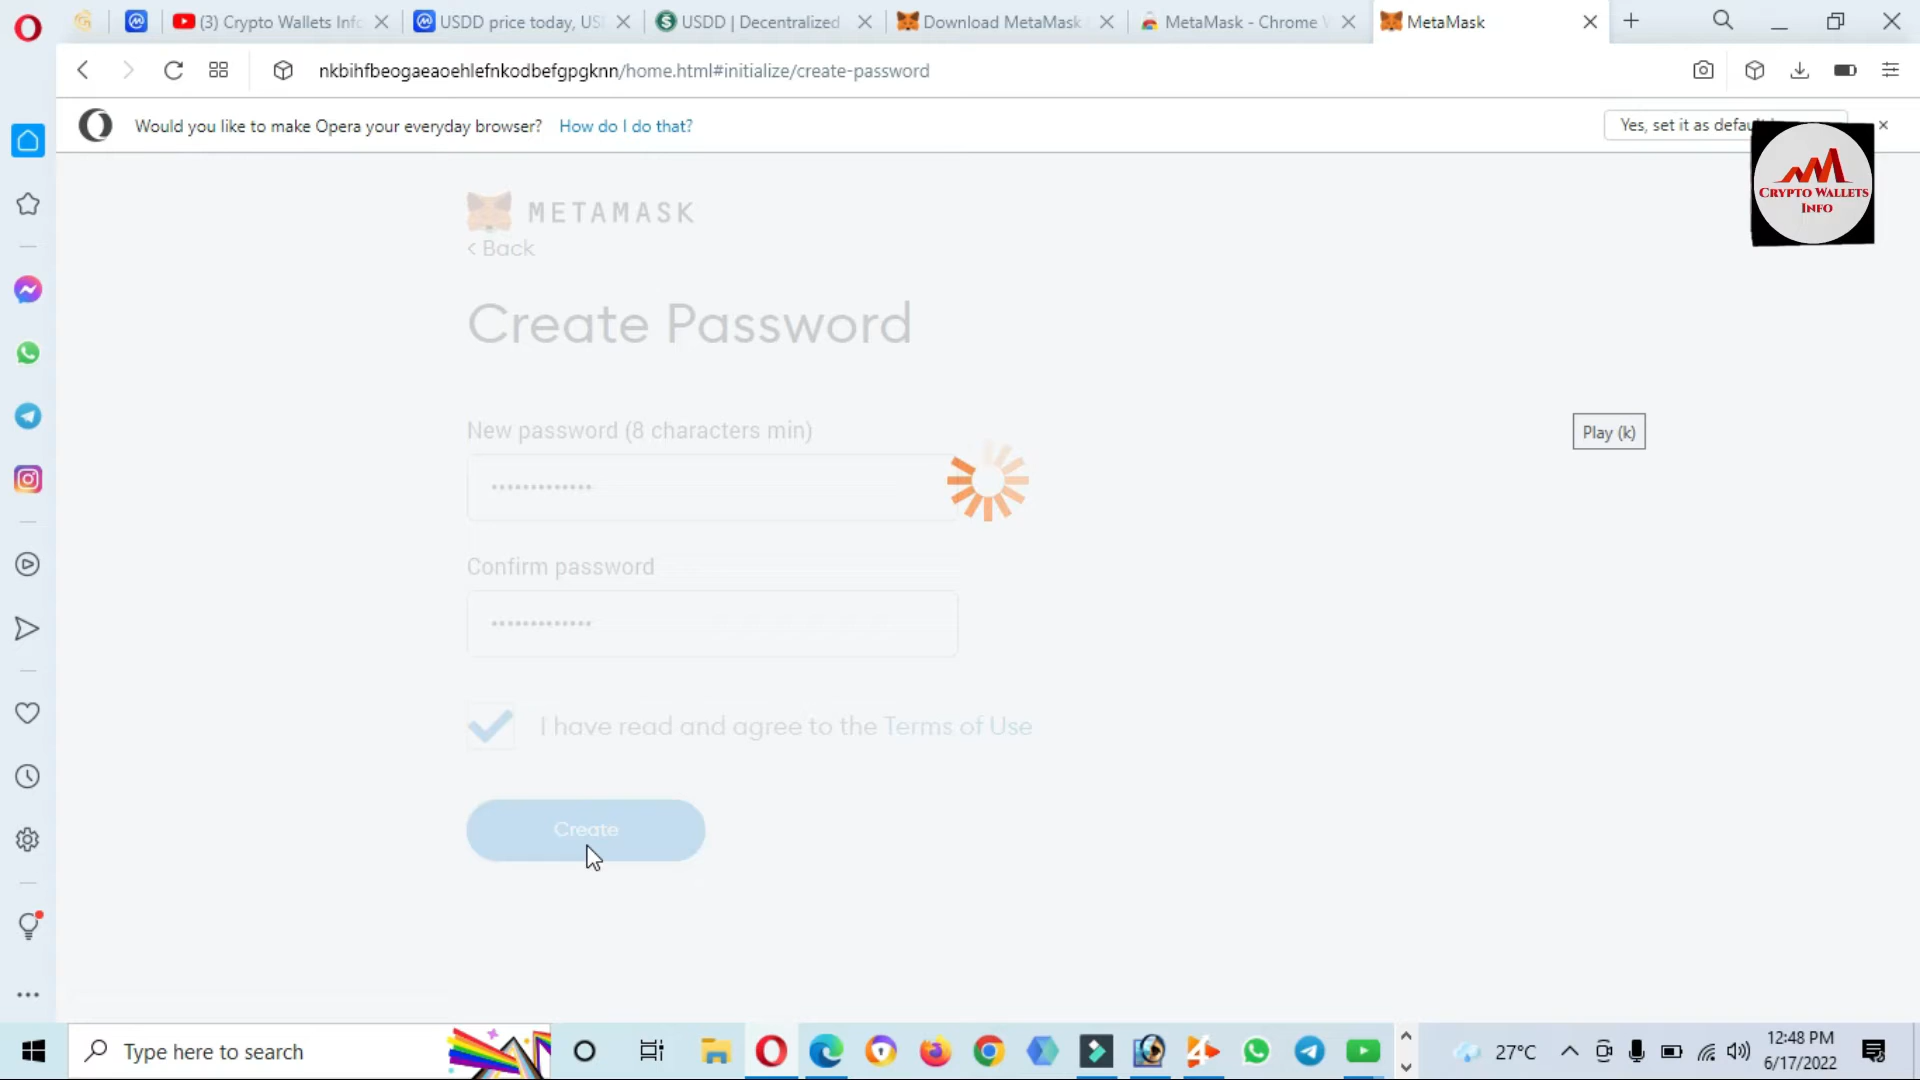 (3) Crypto Wallets Info
USDD price today, US
USDD | Decentralized
Download MetaMask
MetaMask - Chrome
MetaMask
nkbihfbeogaeaoehlefnkodbefgpgknn/home.html#initialize/create-password
Would you like to make Opera your everyday browser? How do I do that?
Yes, set it as defau
CRYPTO WALLETS
INFO
METAMASK
< Back
Create Password
New password (8 characters min)
•••••••••••••
Play (k)
Confirm password
•••••••••••••
I have read and agree to the Terms of Use
Create
Type here to search
27°C
12:48 PM
6/17/2022